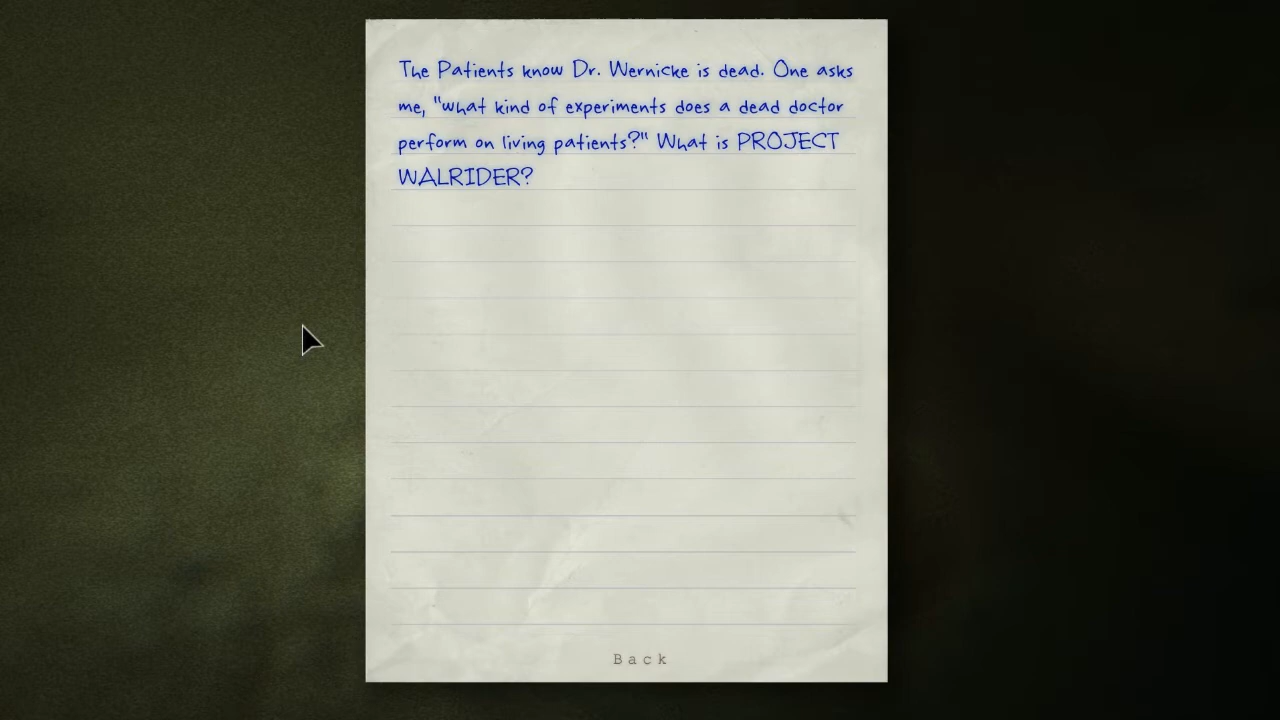 The Patients know Dr. Wernicke is dead. One asks
me, "what kind of experiments does a dead doctor
perform on living patients?" What is PROJECT
WALRIDER?
Back